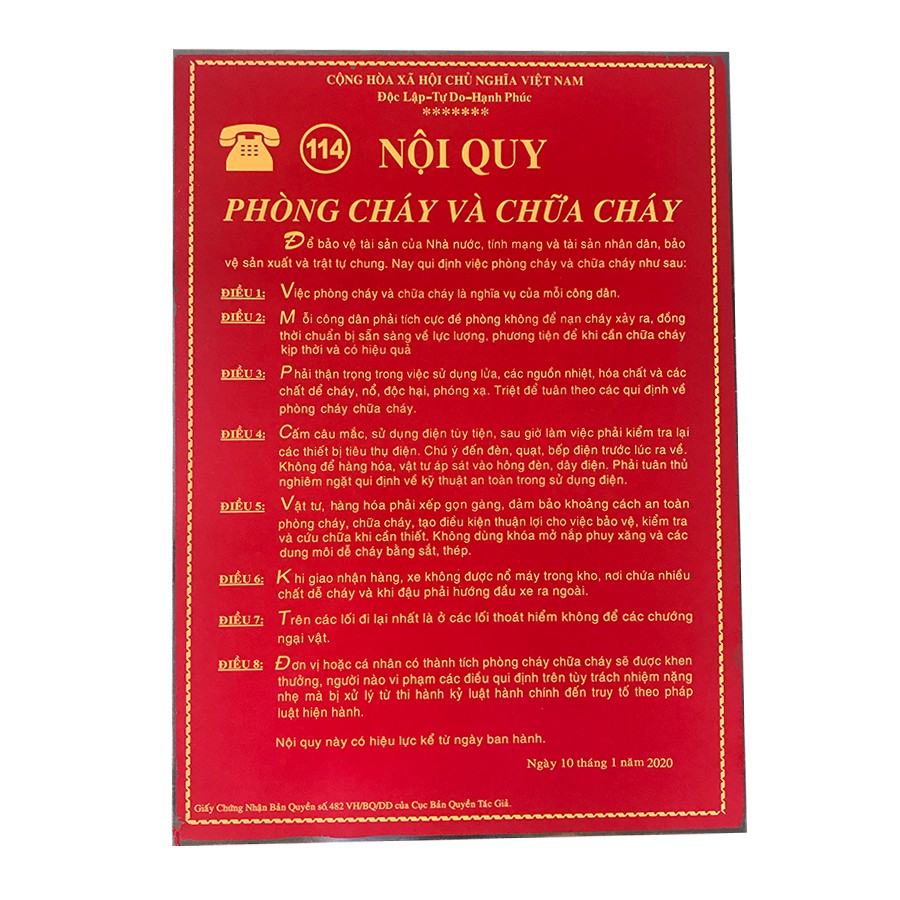 CỘNG HÒA XÃ HỘI CHỦ NGHĨA VIỆT NAM
Độc Lập-Tự Do-Hạnh Phúc
*******
114 NỘI QUY
PHÒNG CHÁY VÀ CHỮA CHÁY
Để bảo vệ tài sản của Nhà nước, tính mạng và tài sản nhân dân, bảo
vệ sản xuất và trật tự chung. Nay qui định việc phòng cháy và chữa cháy như sau:
ĐIỀU 1: Việc phòng cháy và chữa cháy là nghĩa vụ của mỗi công dân.
ĐIỀU 2: Mỗi công dân phải tích cực đề phòng không để nạn cháy xảy ra, đồng
thời chuẩn bị sẵn sàng về lực lượng, phương tiện để khi cần chữa cháy
kịp thời và có hiệu quả
ĐIỀU 3: Phải thận trọng trong việc sử dụng lửa, các nguồn nhiệt, hóa chất và các
chất dể cháy, nổ, độc hại, phóng xạ. Triệt để tuân theo các qui định về
phòng cháy chữa cháy.
ĐIỀU 4: Cấm câu mắc, sử dụng điện tùy tiện, sau giờ làm việc phải kiểm tra lại
các thiết bị tiêu thụ điện. Chú ý đến đèn, quạt, bếp điện trước lúc ra về.
Không để hàng hóa, vật tư áp sát vào hông đèn, dây điện. Phải tuân thủ
nghiêm ngặt qui định về kỹ thuật an toàn trong sử dụng điện.
ĐIỀU 5: Vật tư, hàng hóa phải xếp gọn gàng, đảm bảo khoảng cách an toàn
phòng cháy, chữa cháy, tạo điều kiện thuận lợi cho việc bảo vệ, kiểm tra
và cứu chữa khi cần thiết. Không dùng khóa mở nắp phuy xăng và các
dung môi dễ cháy bằng sắt, thép.
ĐIỀU 6: Khi giao nhận hàng, xe không được nổ máy trong kho, nơi chứa nhiều
chất dễ cháy và khi đậu phải hướng đầu xe ra ngoài.
ĐIỀU 7: Trên các lối đi lại nhất là ở các lối thoát hiểm không để các chướng
ngại vật.
ĐIỀU 8: Đơn vị hoặc cá nhân có thành tích phòng cháy chữa cháy sẽ được khen
thưởng, người nào vi phạm các điều qui định trên tùy trách nhiệm nặng
nhẹ mà bị xử lý từ thi hành kỷ luật hành chính đến truy tố theo pháp
luật hiện hành.
Nội quy này có hiệu lực kể từ ngày ban hành.
Ngày 10 tháng 1 năm 2020
Giấy Chứng Nhận Bản Quyền số 482 VH/BQ/DD của Cục Bản Quyền Tác Giả.